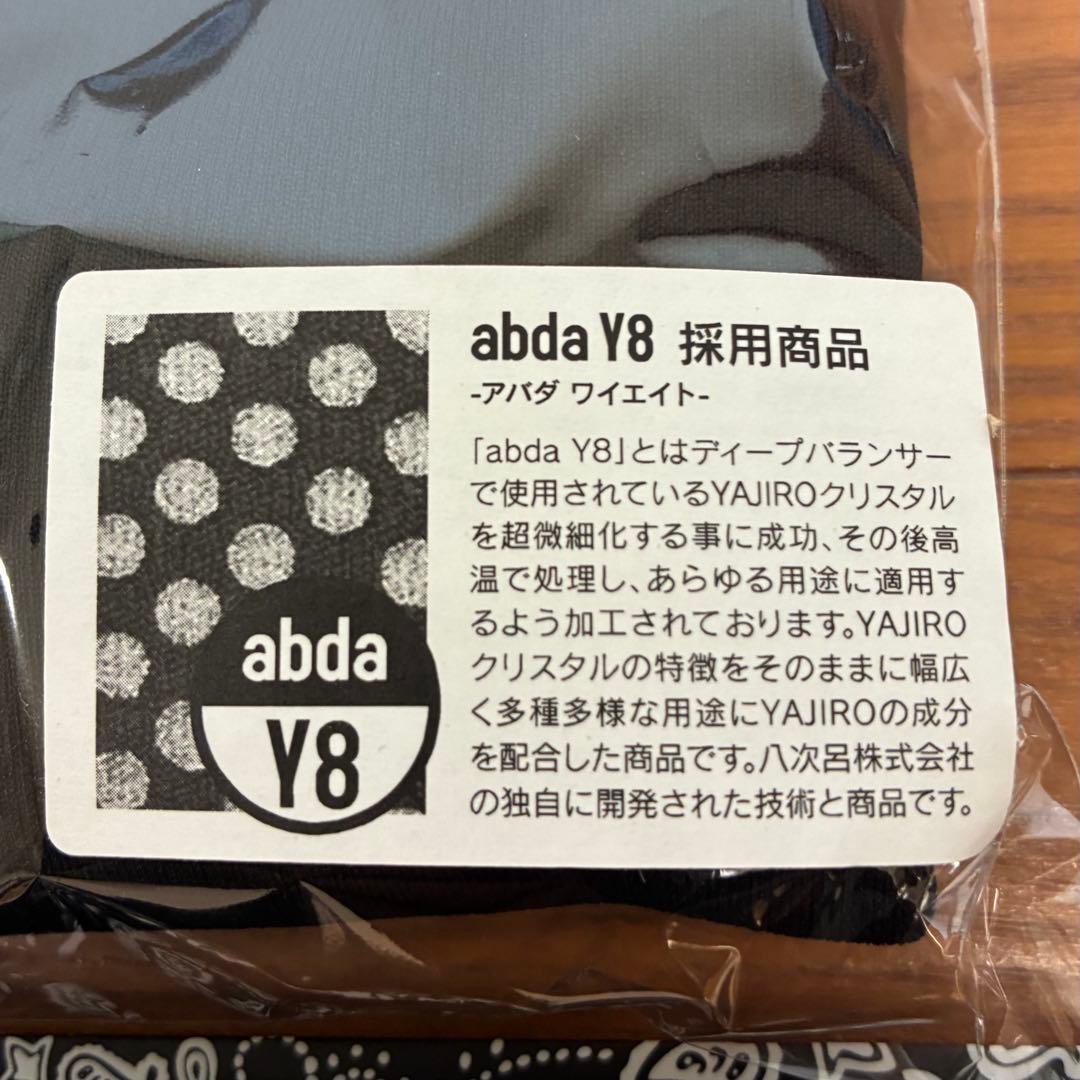 abda Y8 採用商品
-アバダ ワイエイト-
「abda Y8」とはディープバランサー
で使用されているYAJIROクリスタル
を超微細化する事に成功、その後高
温で処理し、あらゆる用途に適用す
るよう加工されております。YAJIRO
クリスタルの特徴をそのままに幅広
く多種多様な用途にYAJIROの成分
を配合した商品です。八次呂株式会社
の独自に開発された技術と商品です。
abda
Y8